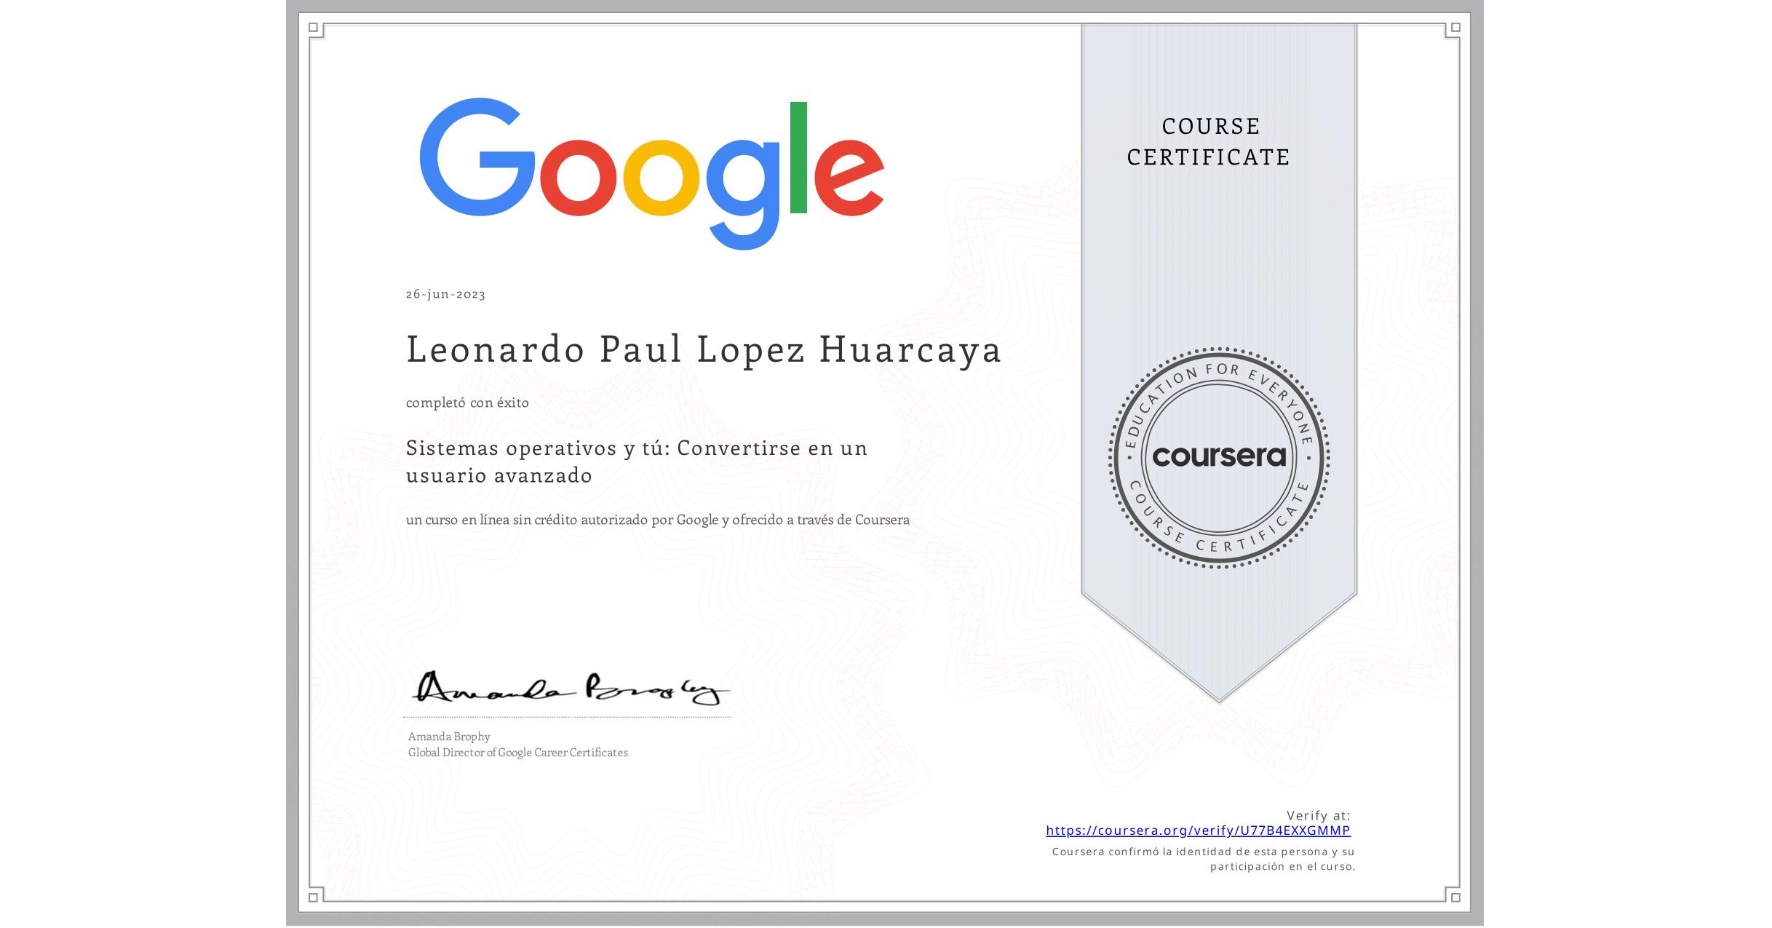 Google
COURSE
CERTIFICATE
26-jun-2023
Leonardo Paul Lopez Huarcaya
completó con éxito
Sistemas operativos y tú: Convertirse en un
usuario avanzado
un curso en línea sin crédito autorizado por Google y ofrecido a través de Coursera
EDUCATION FOR EVERYONE
coursera
COURSE CERTIFICATE
Amanda Brophy
Amanda Brophy
Global Director of Google Career Certificates
Verify at:
https://coursera.org/verify/U77B4EXXGMMP
Coursera confirmó la identidad de esta persona y su
participación en el curso.